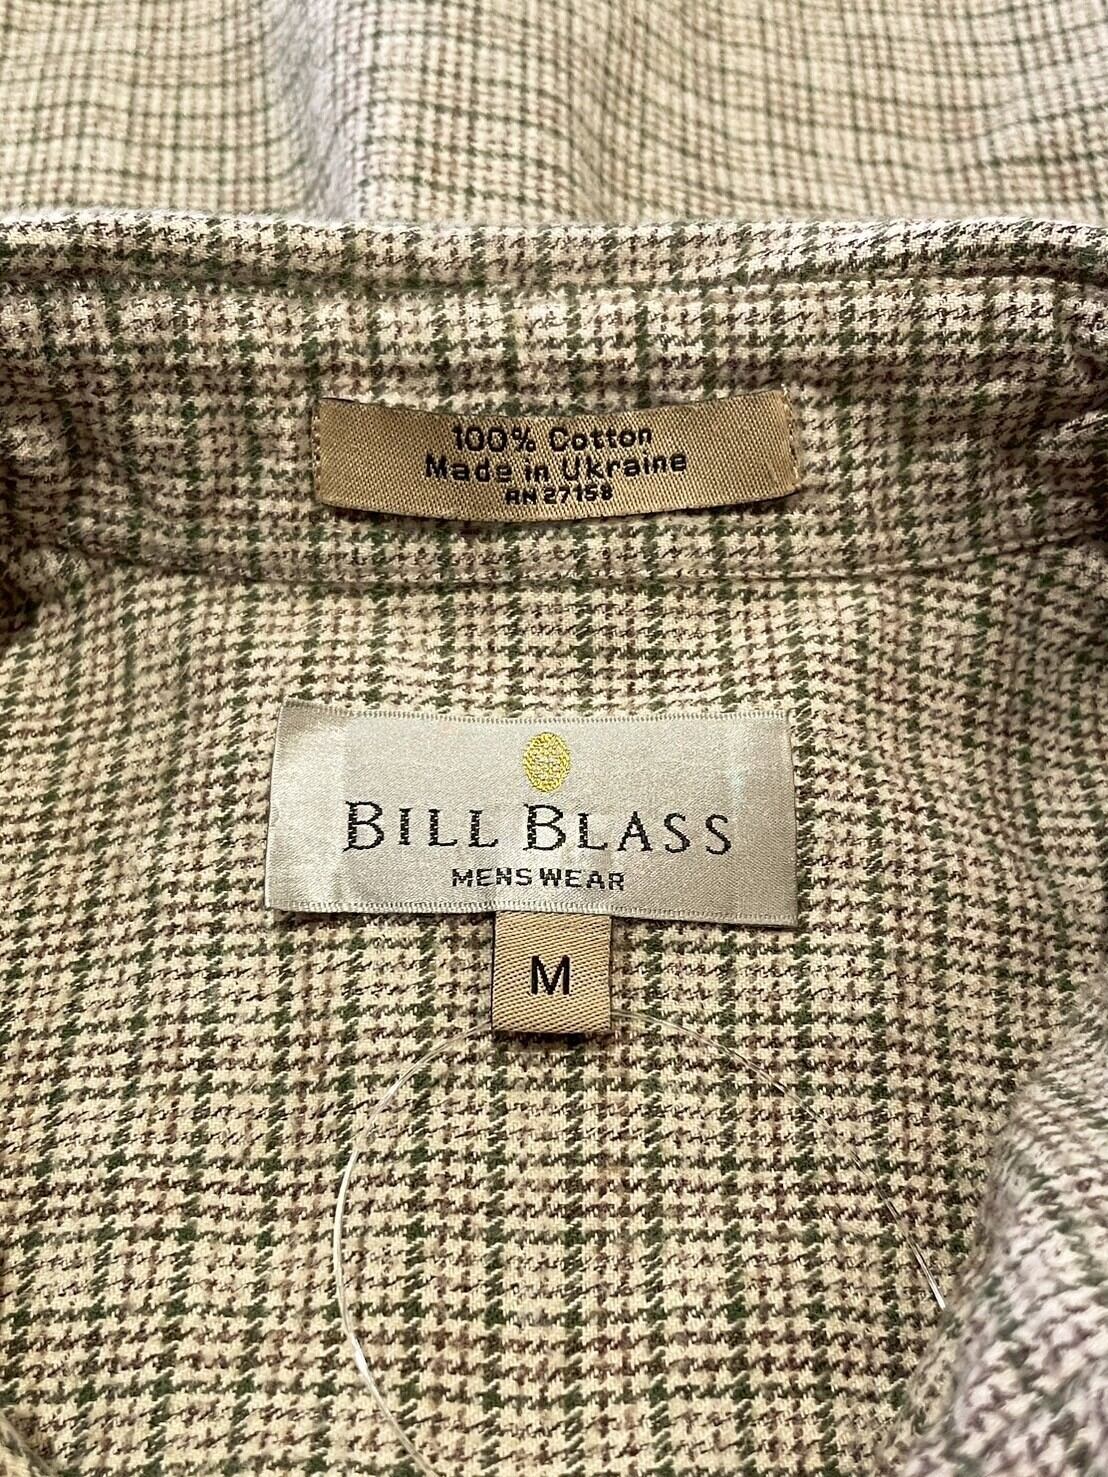 100% Cotton
Made in Ukraine
RN 27158
BILL BLASS
MENSWEAR
M